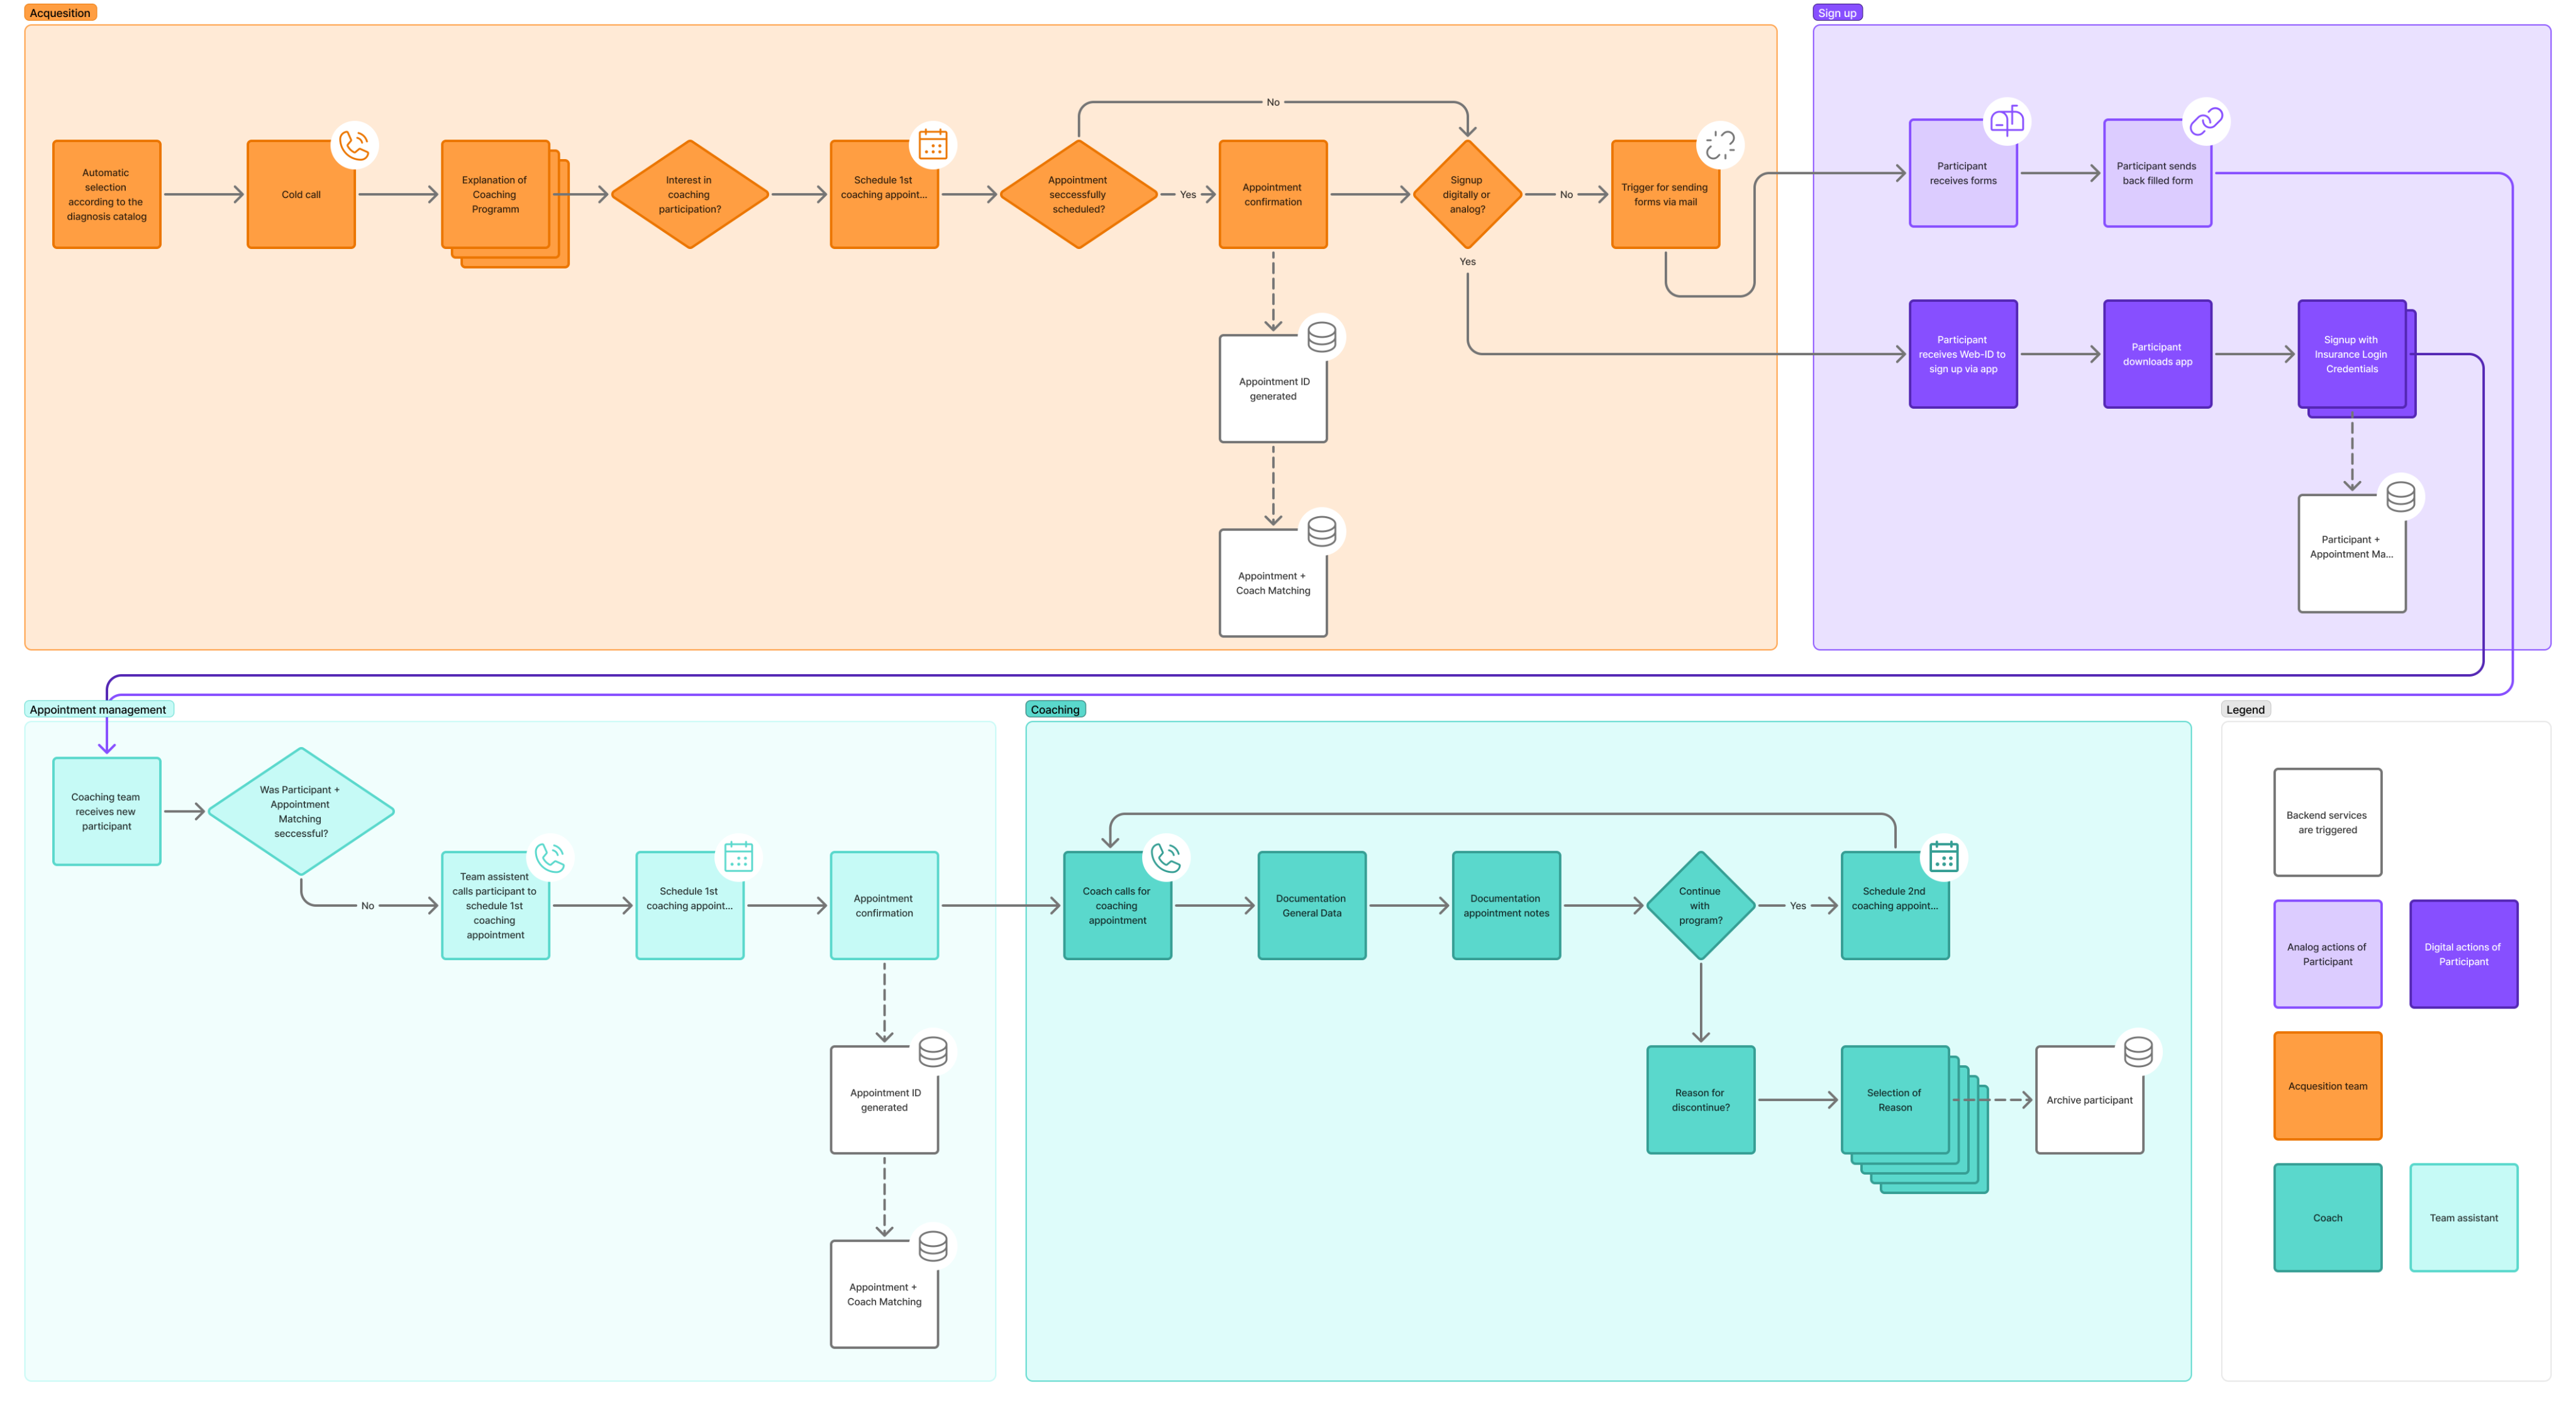 Acquesition
Automatic
selection
according to the
diagnosis catalog
Cold call
Explanation of
Coaching
Programm
Interest in
coaching
participation?
Schedule 1st
coaching appoint...
Appointment
seccessfully
scheduled?
No
Yes
Appointment
confirmation
Appointment ID
generated
Appointment +
Coach Matching
Signup
digitally or
analog?
No
Yes
Trigger for sending
forms via mail
Sign up
Participant
receives forms
Participant sends
back filled form
Participant
receives Web-ID to
sign up via app
Participant
downloads app
Signup with
Insurance Login
Credentials
Participant +
Appointment Ma...
Appointment management
Coaching team
receives new
participant
Was Participant +
Appointment
Matching
seccessful?
No
Team assistent
calls participant to
schedule 1st
coaching
appointment
Schedule 1st
coaching appoint...
Appointment
confirmation
Appointment ID
generated
Appointment +
Coach Matching
Coaching
Coach calls for
coaching
appointment
Documentation
General Data
Documentation
appointment notes
Continue
with
program?
Yes
Schedule 2nd
coaching appoint...
Reason for
discontinue?
Selection of
Reason
Archive participant
Legend
Backend services
are triggered
Analog actions of
Participant
Digital actions of
Participant
Acquesition team
Coach
Team assistant